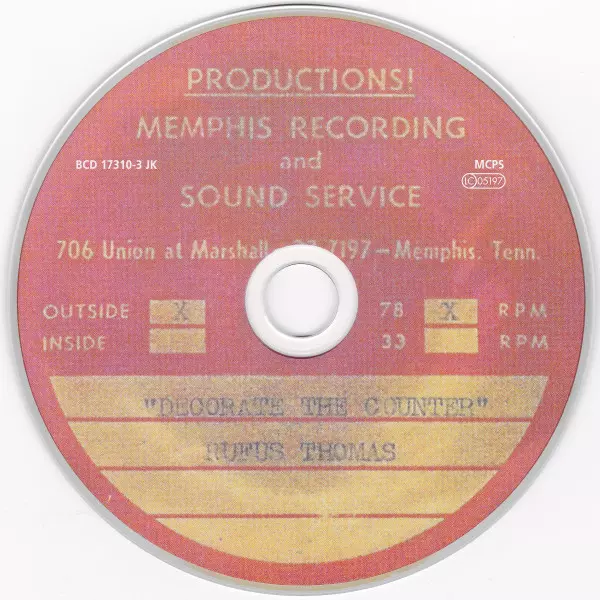 PRODUCTIONS!
MEMPHIS RECORDING
BCD 17310-3 JK
and
MCPS
LC 05197
SOUND SERVICE
706 Union at Marshall 7197—Memphis. Tenn.
OUTSIDE X 78 X RPM
INSIDE 33 RPM
"DECORATE THE COUNTER"
RUFUS THOMAS